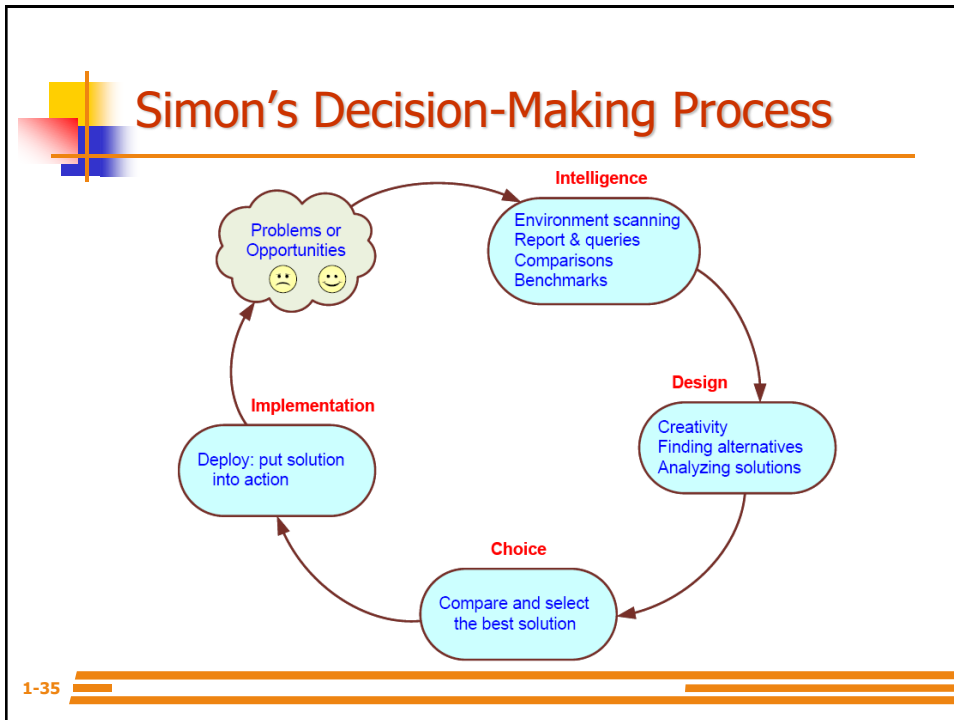 Simon’s Decision-Making Process
Problems or
Opportunities
Intelligence
Environment scanning
Report & queries
Comparisons
Benchmarks
Design
Creativity
Finding alternatives
Analyzing solutions
Choice
Compare and select
the best solution
Implementation
Deploy: put solution
into action
1-35